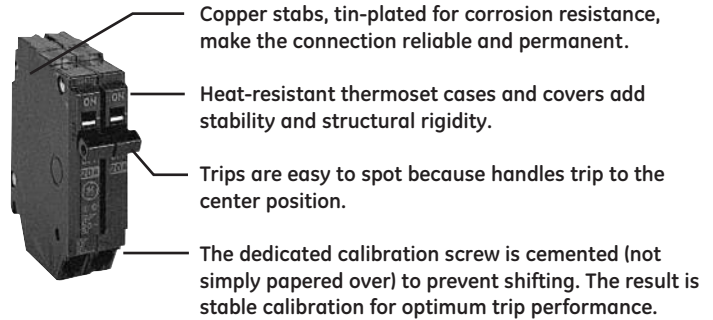 Copper stabs, tin-plated for corrosion resistance,
make the connection reliable and permanent.
Heat-resistant thermoset cases and covers add
stability and structural rigidity.
ON ON
Trips are easy to spot because handles trip to the
center position.
20A 20A
The dedicated calibration screw is cemented (not
simply papered over) to prevent shifting. The result is
stable calibration for optimum trip performance.